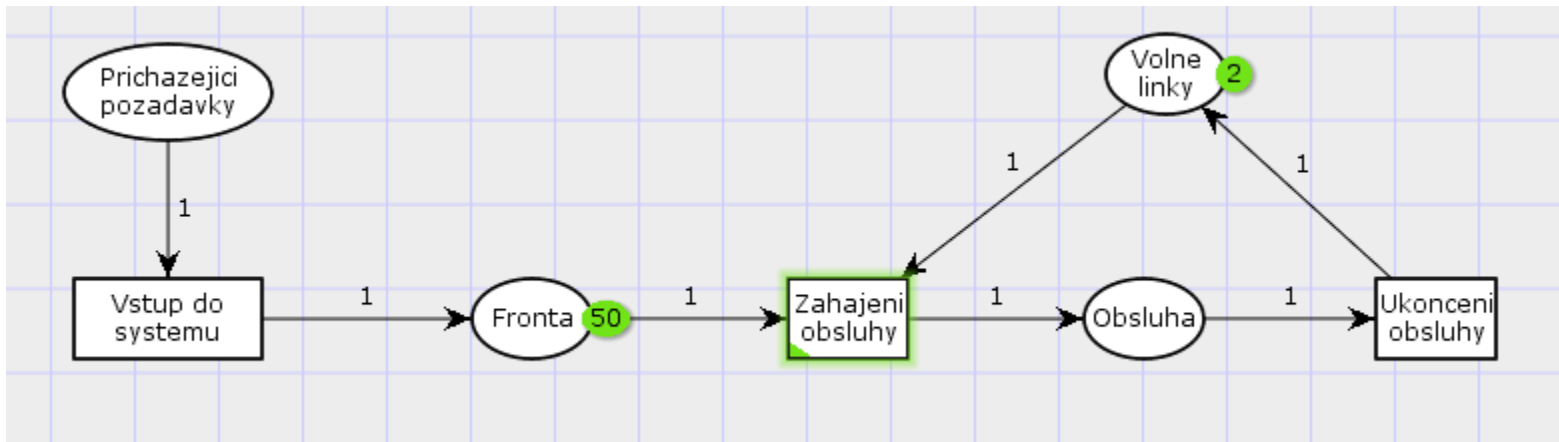 Prichazejici
pozadavky
1
Vstup do
systemu
1
Fronta
50
1
Zahajeni
obsluhy
1
Volne
linky
2
1
Obsluha
1
Ukonceni
obsluhy
1